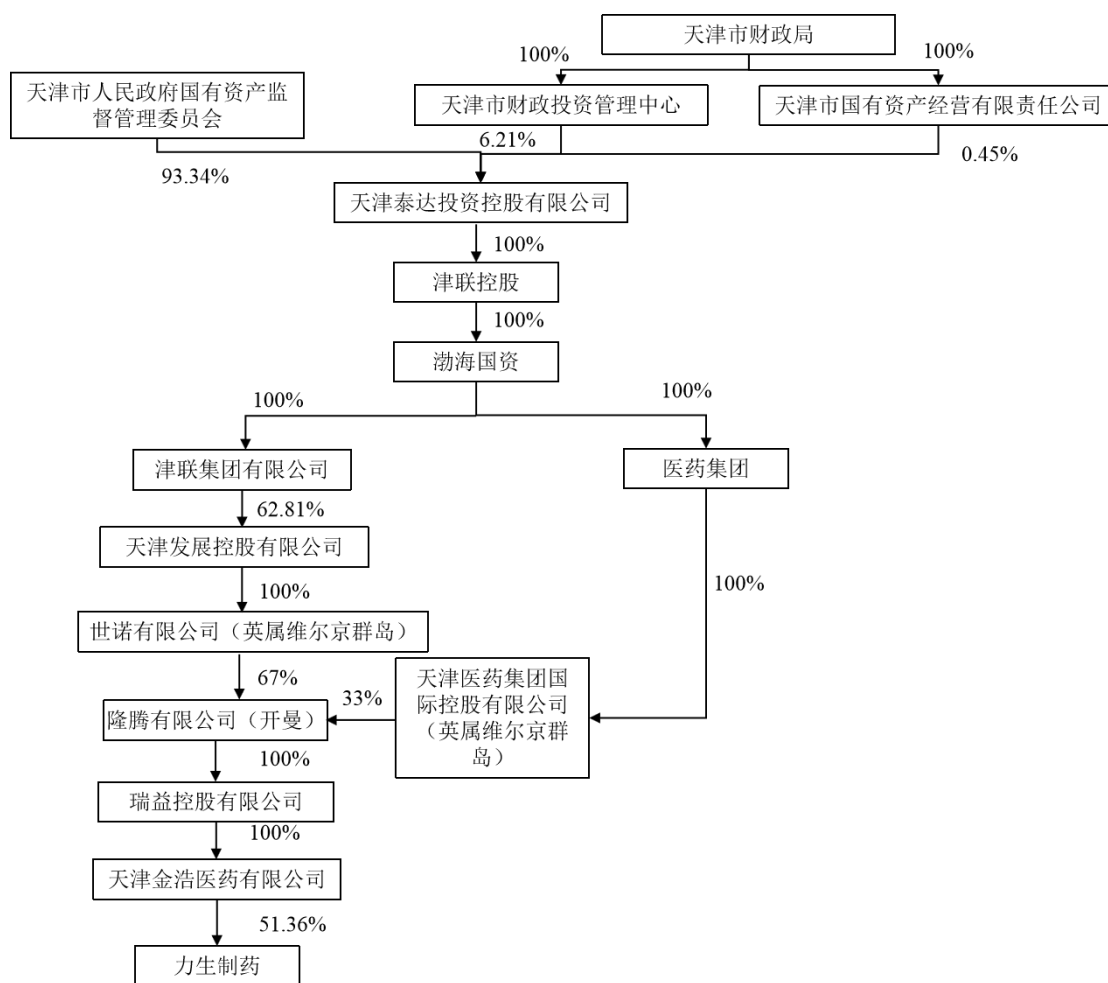 天津市财政局
100%
100%
天津市人民政府国有资产监
督管理委员会
天津市财政投资管理中心
天津市国有资产经营有限责任公司
6.21%
0.45%
93.34%
天津泰达投资控股有限公司
100%
津联控股
100%
渤海国资
100%
100%
津联集团有限公司
医药集团
62.81%
天津发展控股有限公司
100%
100%
世诺有限公司（英属维尔京群岛）
67%
天津医药集团国
际控股有限公司
（英属维尔京群
岛）
33%
隆腾有限公司（开曼）
100%
瑞益控股有限公司
100%
天津金浩医药有限公司
51.36%
力生制药